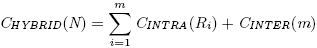 C_{HYBRID}(N) = \sum_{i=1}^{m} C_{INTRA}(R_i) + C_{INTER}(m)